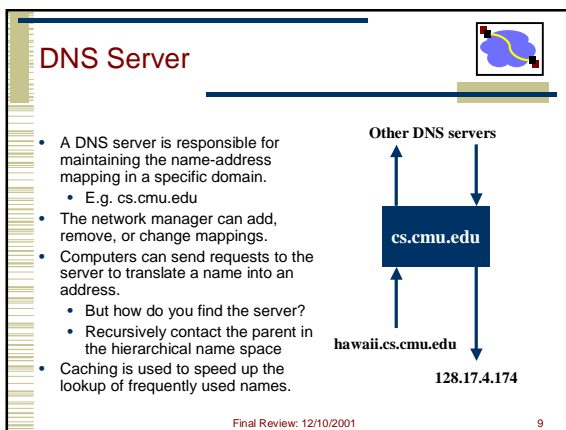 DNS Server
• A DNS server is responsible for
maintaining the name-address
mapping in a specific domain.
• E.g. cs.cmu.edu
• The network manager can add,
remove, or change mappings.
• Computers can send requests to the
server to translate a name into an
address.
• But how do you find the server?
• Recursively contact the parent in
the hierarchical name space
• Caching is used to speed up the
lookup of frequently used names.
Other DNS servers
cs.cmu.edu
hawaii.cs.cmu.edu
128.17.4.174
Final Review: 12/10/2001
9